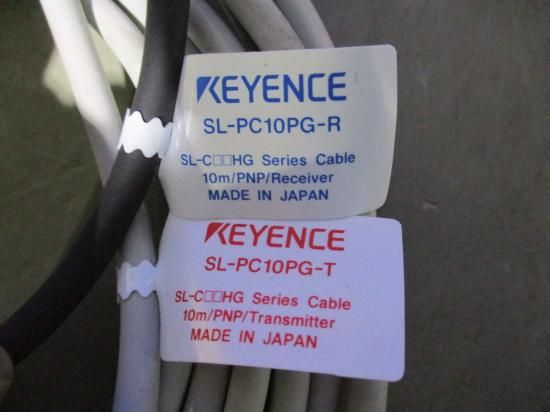 KEYENCE
SL-PC10PG-R
SL-C□□HG Series Cable
10m/PNP/Receiver
MADE IN JAPAN
KEYENCE
SL-PC10PG-T
SL-C□□HG Series Cable
10m/PNP/Transmitter
MADE IN JAPAN